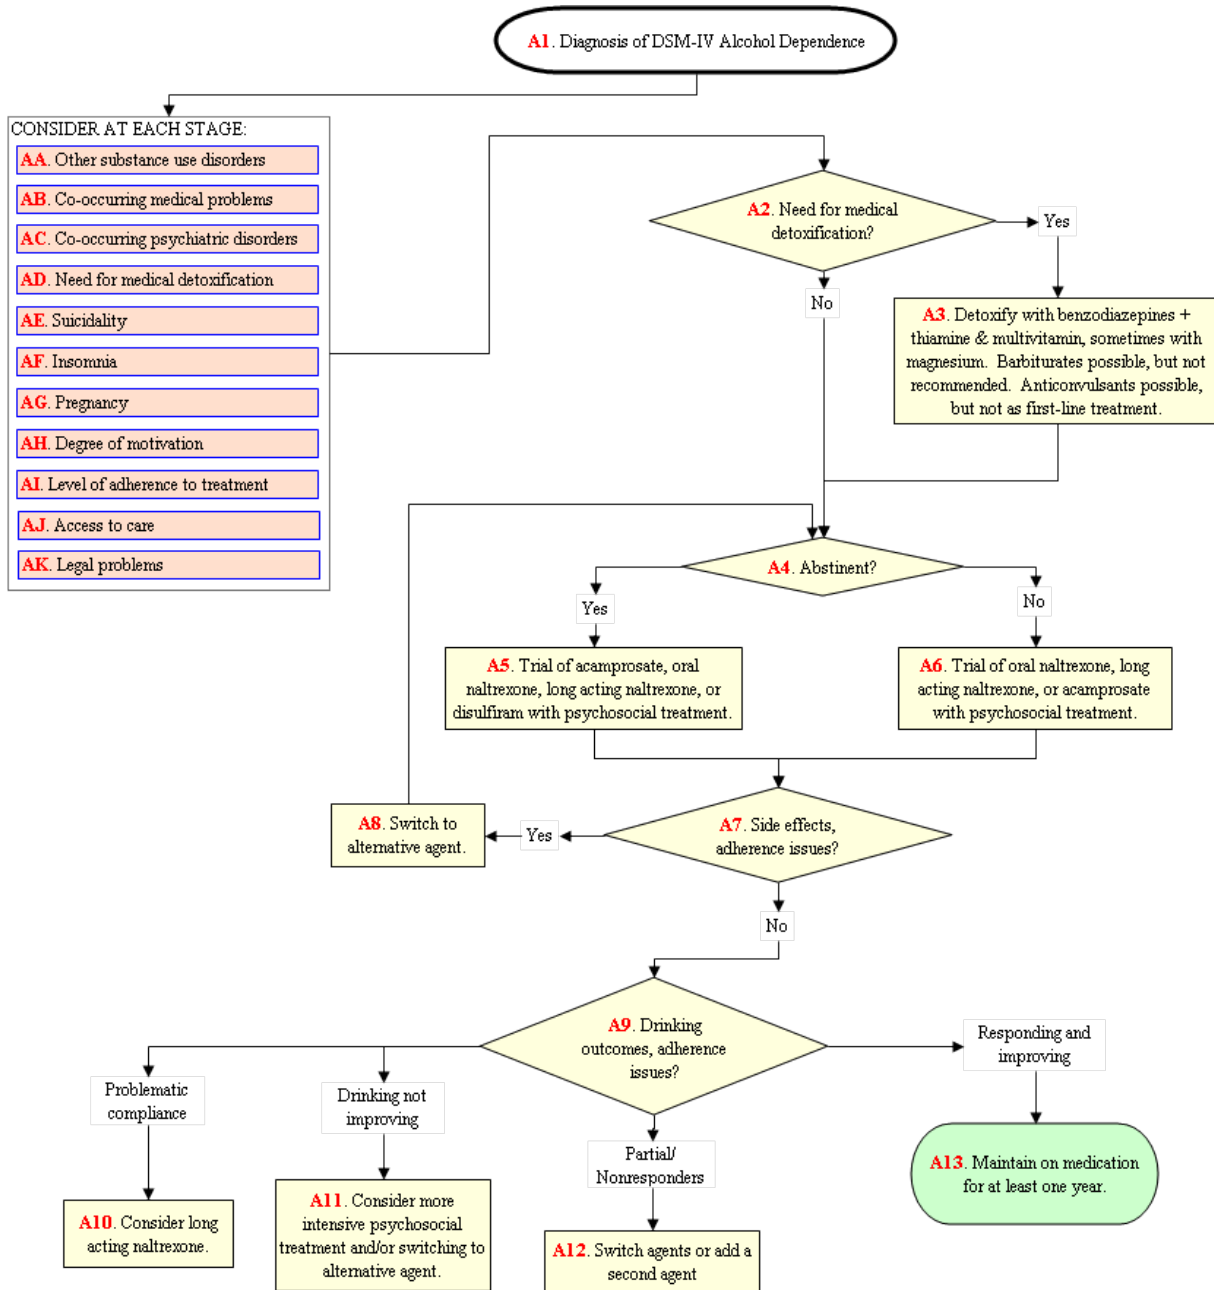 A1. Diagnosis of DSM-IV Alcohol Dependence
CONSIDER AT EACH STAGE:
AA. Other substance use disorders
AB. Co-occurring medical problems
AC. Co-occurring psychiatric disorders
AD. Need for medical detoxification
AE. Suicidality
AF. Insomnia
AG. Pregnancy
AH. Degree of motivation
AI. Level of adherence to treatment
AJ. Access to care
AK. Legal problems
A2. Need for medical
detoxification?
Yes
No
A3. Detoxify with benzodiazepines +
thiamine & multivitamin, sometimes with
magnesium. Barbiturates possible, but not
recommended. Anticonvulsants possible,
but not as first-line treatment.
A4. Abstinent?
Yes
No
A5. Trial of acamprosate, oral
naltrexone, long acting naltrexone, or
disulfiram with psychosocial treatment.
A6. Trial of oral naltrexone, long
acting naltrexone, or acamprosate
with psychosocial treatment.
A7. Side effects,
adherence issues?
Yes
A8. Switch to
alternative agent.
No
A9. Drinking
outcomes, adherence
issues?
Problematic
compliance
Drinking not
improving
Partial/
Nonresponders
Responding and
improving
A10. Consider long
acting naltrexone.
A11. Consider more
intensive psychosocial
treatment and/or switching to
alternative agent.
A12. Switch agents or add a
second agent
A13. Maintain on medication
for at least one year.